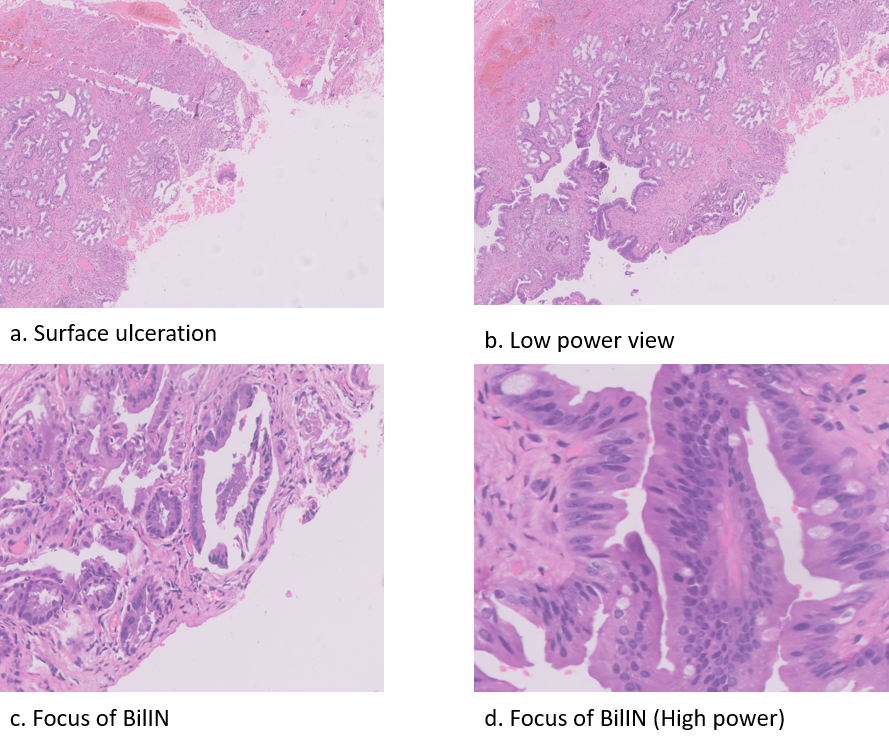 a. Surface ulceration
b. Low power view
c. Focus of BilIN
d. Focus of BilIN (High power)